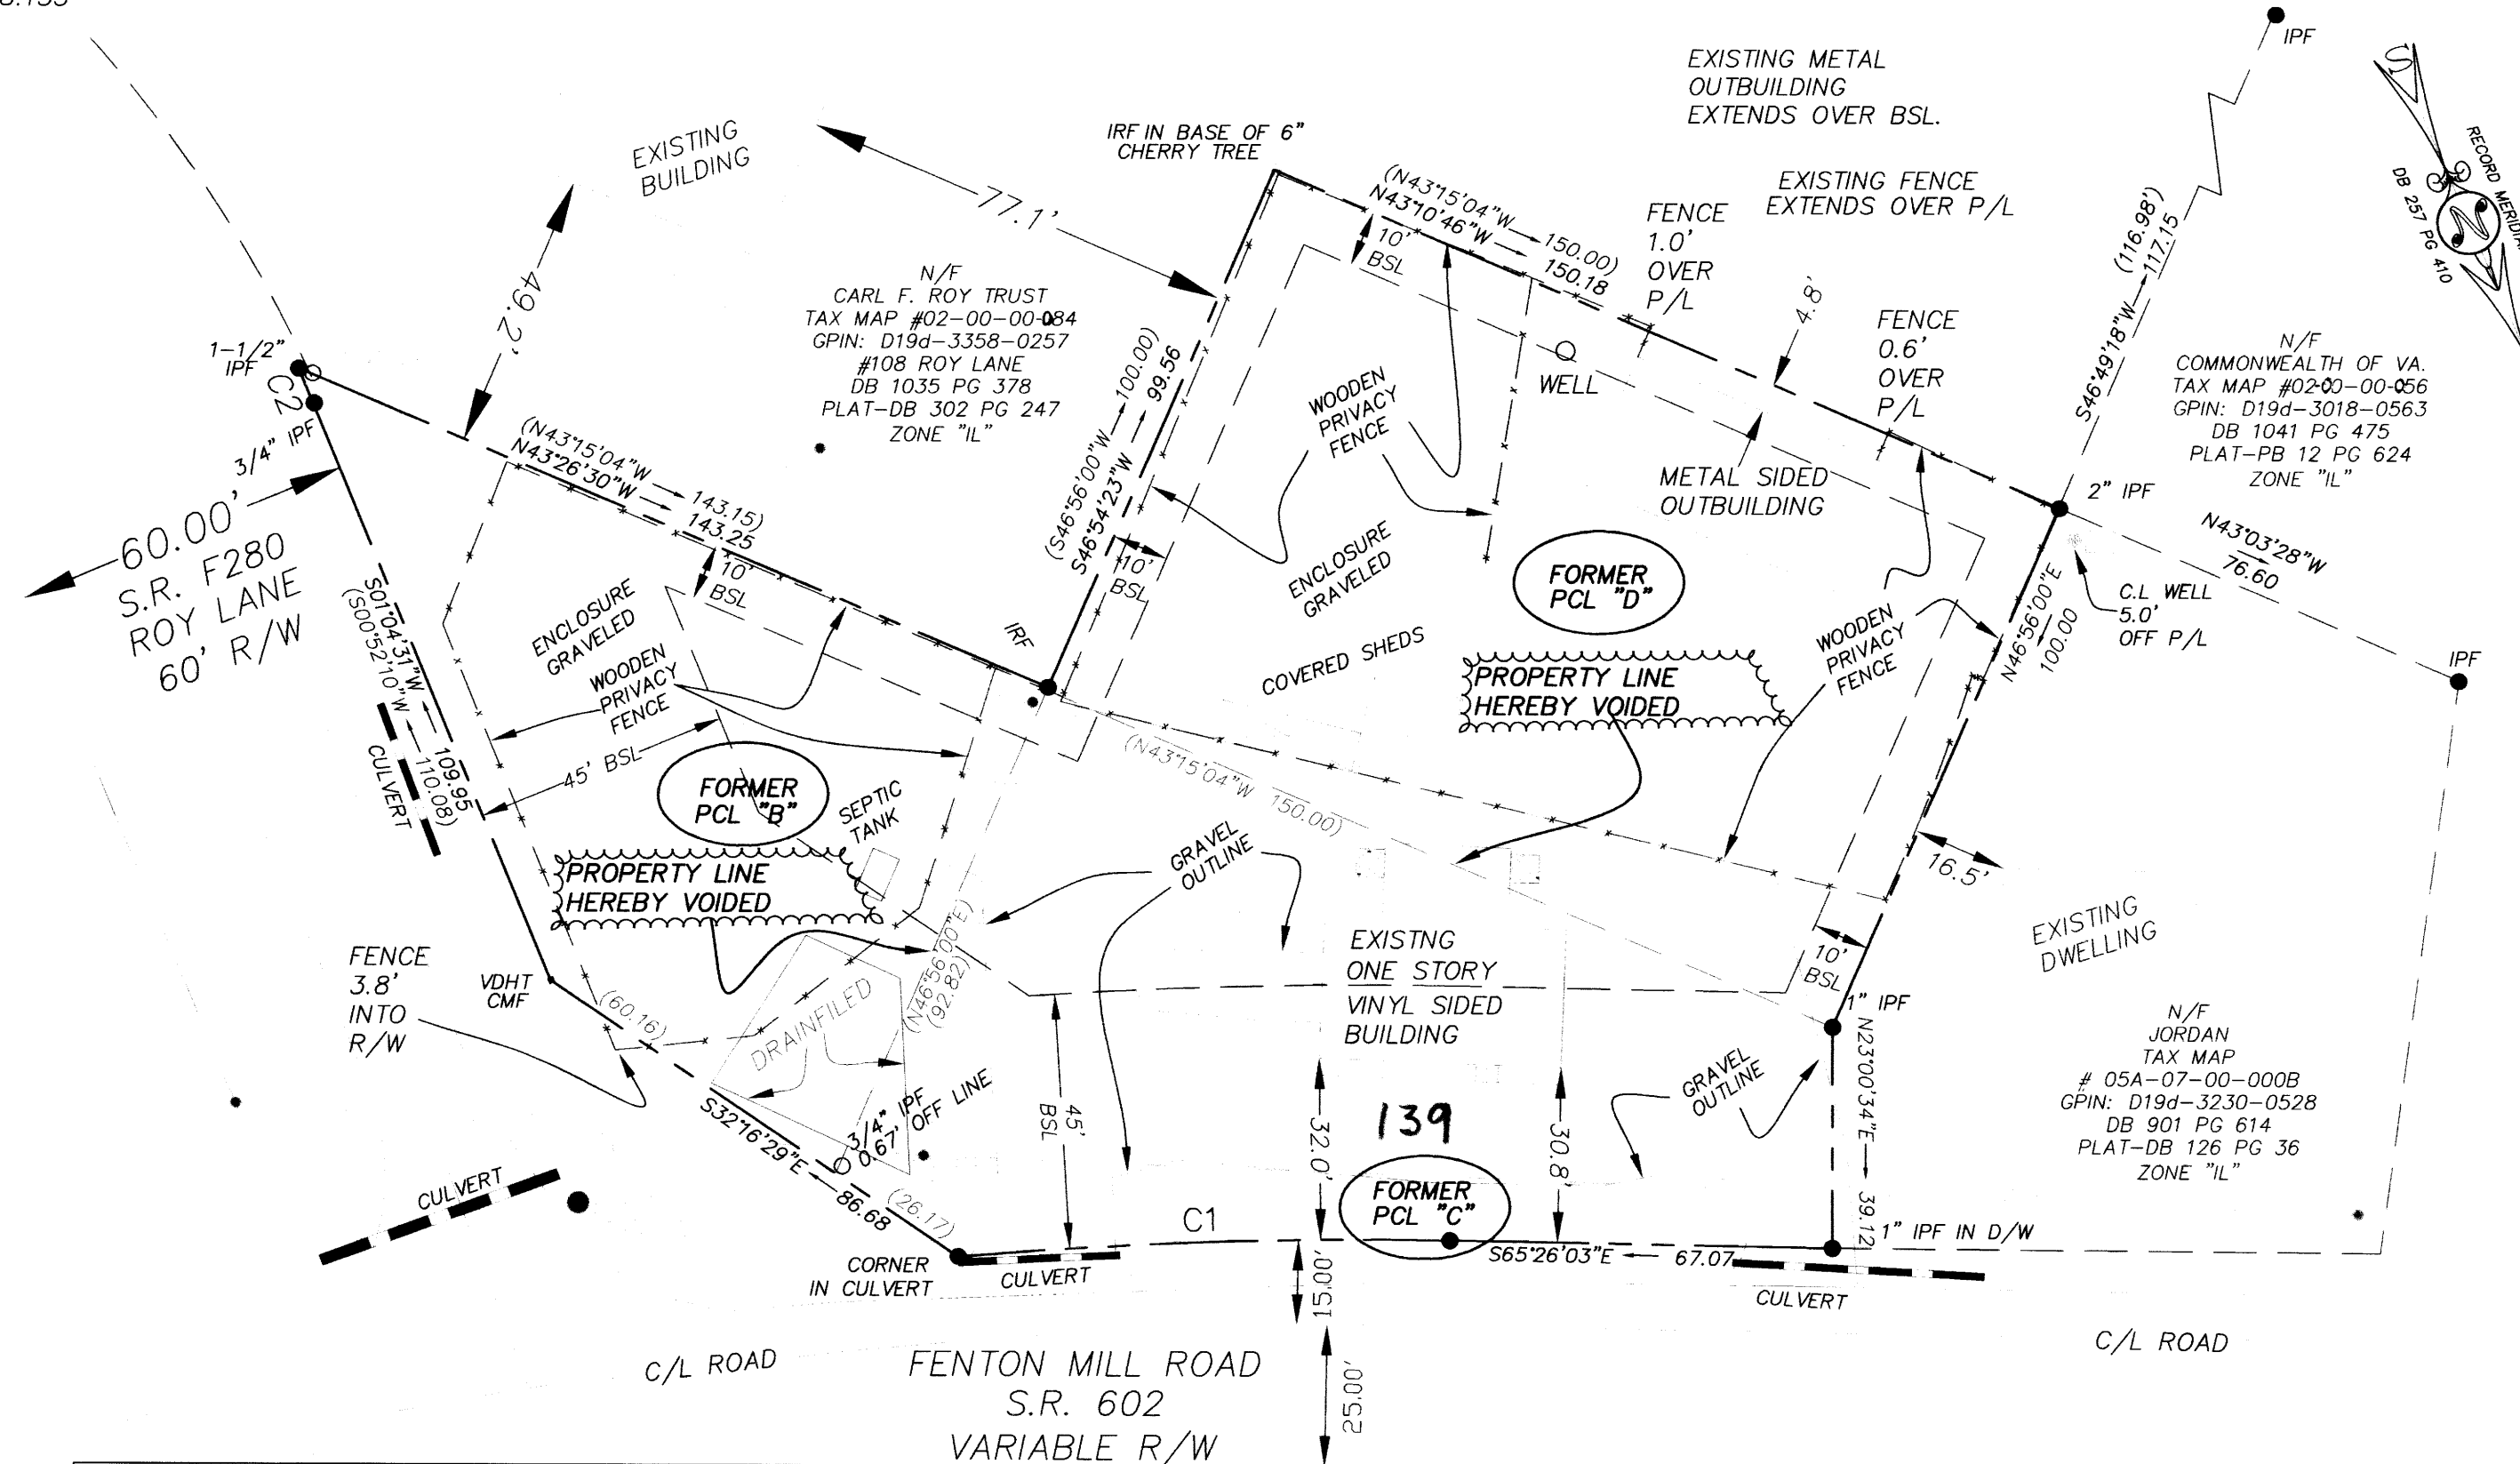 IPF
EXISTING METAL
OUTBUILDING
EXTENDS OVER BSL.
EXISTING FENCE
EXTENDS OVER P/L
S
RECORD MERIDIAN
DB 257 PG 410
N
EXISTING
BUILDING
IRF IN BASE OF 6"
CHERRY TREE
77.1'
49.2'
(N43°15'04"W 150.00)
N43°10'46"W 150.18
10'
BSL
FENCE
1.0'
OVER
P/L
4.8'
FENCE
0.6'
OVER
P/L
S46°49'18"W (116.98')
117.15
N/F
COMMONWEALTH OF VA.
TAX MAP #02-00-00-056
GPIN: D19d-3018-0563
DB 1041 PG 475
PLAT-PB 12 PG 624
ZONE "IL"
N/F
CARL F. ROY TRUST
TAX MAP #02-00-00-084
GPIN: D19d-3358-0257
#108 ROY LANE
DB 1035 PG 378
PLAT-DB 302 PG 247
ZONE "IL"
1-1/2"
IPF
C2
3/4" IPF
60.00'
S.R. F280
ROY LANE
60' R/W
(N43°15'04"W 143.15)
N43°26'30"W 143.25
10'
BSL
(S46°56'00"W 100.00)
S46°54'23"W 99.56
10'
BSL
WOODEN
PRIVACY
FENCE
WELL
METAL SIDED
OUTBUILDING
2" IPF
N43°03'28"W
76.60
C.L WELL
5.0'
OFF P/L
IPF
N46°56'00"E
100.00
ENCLOSURE
GRAVELED
FORMER
PCL "D"
WOODEN
PRIVACY
FENCE
COVERED SHEDS
PROPERTY LINE
HEREBY VOIDED
IRF
ENCLOSURE
GRAVELED
WOODEN
PRIVACY
FENCE
S01°04'31"W 109.95
(S00°52'10"W 110.08)
CULVERT
45' BSL
FORMER
PCL "B"
SEPTIC
TANK
(N43°15'04"W 150.00)
PROPERTY LINE
HEREBY VOIDED
GRAVEL
OUTLINE
16.5'
EXISTING
DWELLING
10'
BSL
1" IPF
FENCE
3.8'
INTO
R/W
VDHT
CMF
(60.16)
DRAINFILED
(N46°56'00"E)
(92.82)
EXISTNG
ONE STORY
VINYL SIDED
BUILDING
N23°00'34"E 39.12
N/F
JORDAN
TAX MAP
# 05A-07-00-000B
GPIN: D19d-3230-0528
DB 901 PG 614
PLAT-DB 126 PG 36
ZONE "IL"
GRAVEL
OUTLINE
S32°16'29"E 86.68
3/4" IPF
0.67' OFF LINE
(26.17)
45'
BSL
32.0'
139
30.8'
FORMER
PCL "C"
CULVERT
C1
S65°26'03"E 67.07
1" IPF IN D/W
CORNER
IN CULVERT
CULVERT
15.00'
CULVERT
C/L ROAD
C/L ROAD
FENTON MILL ROAD
S.R. 602
VARIABLE R/W
25.00'